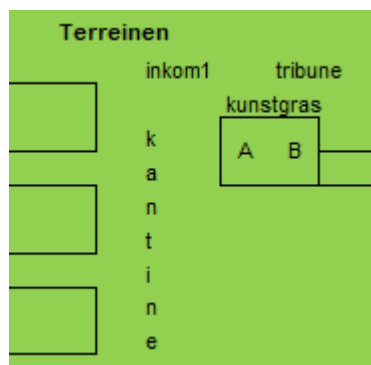 Terreinen
inkom1 tribune
kunstgras
A B
k
a
n
t
i
n
e